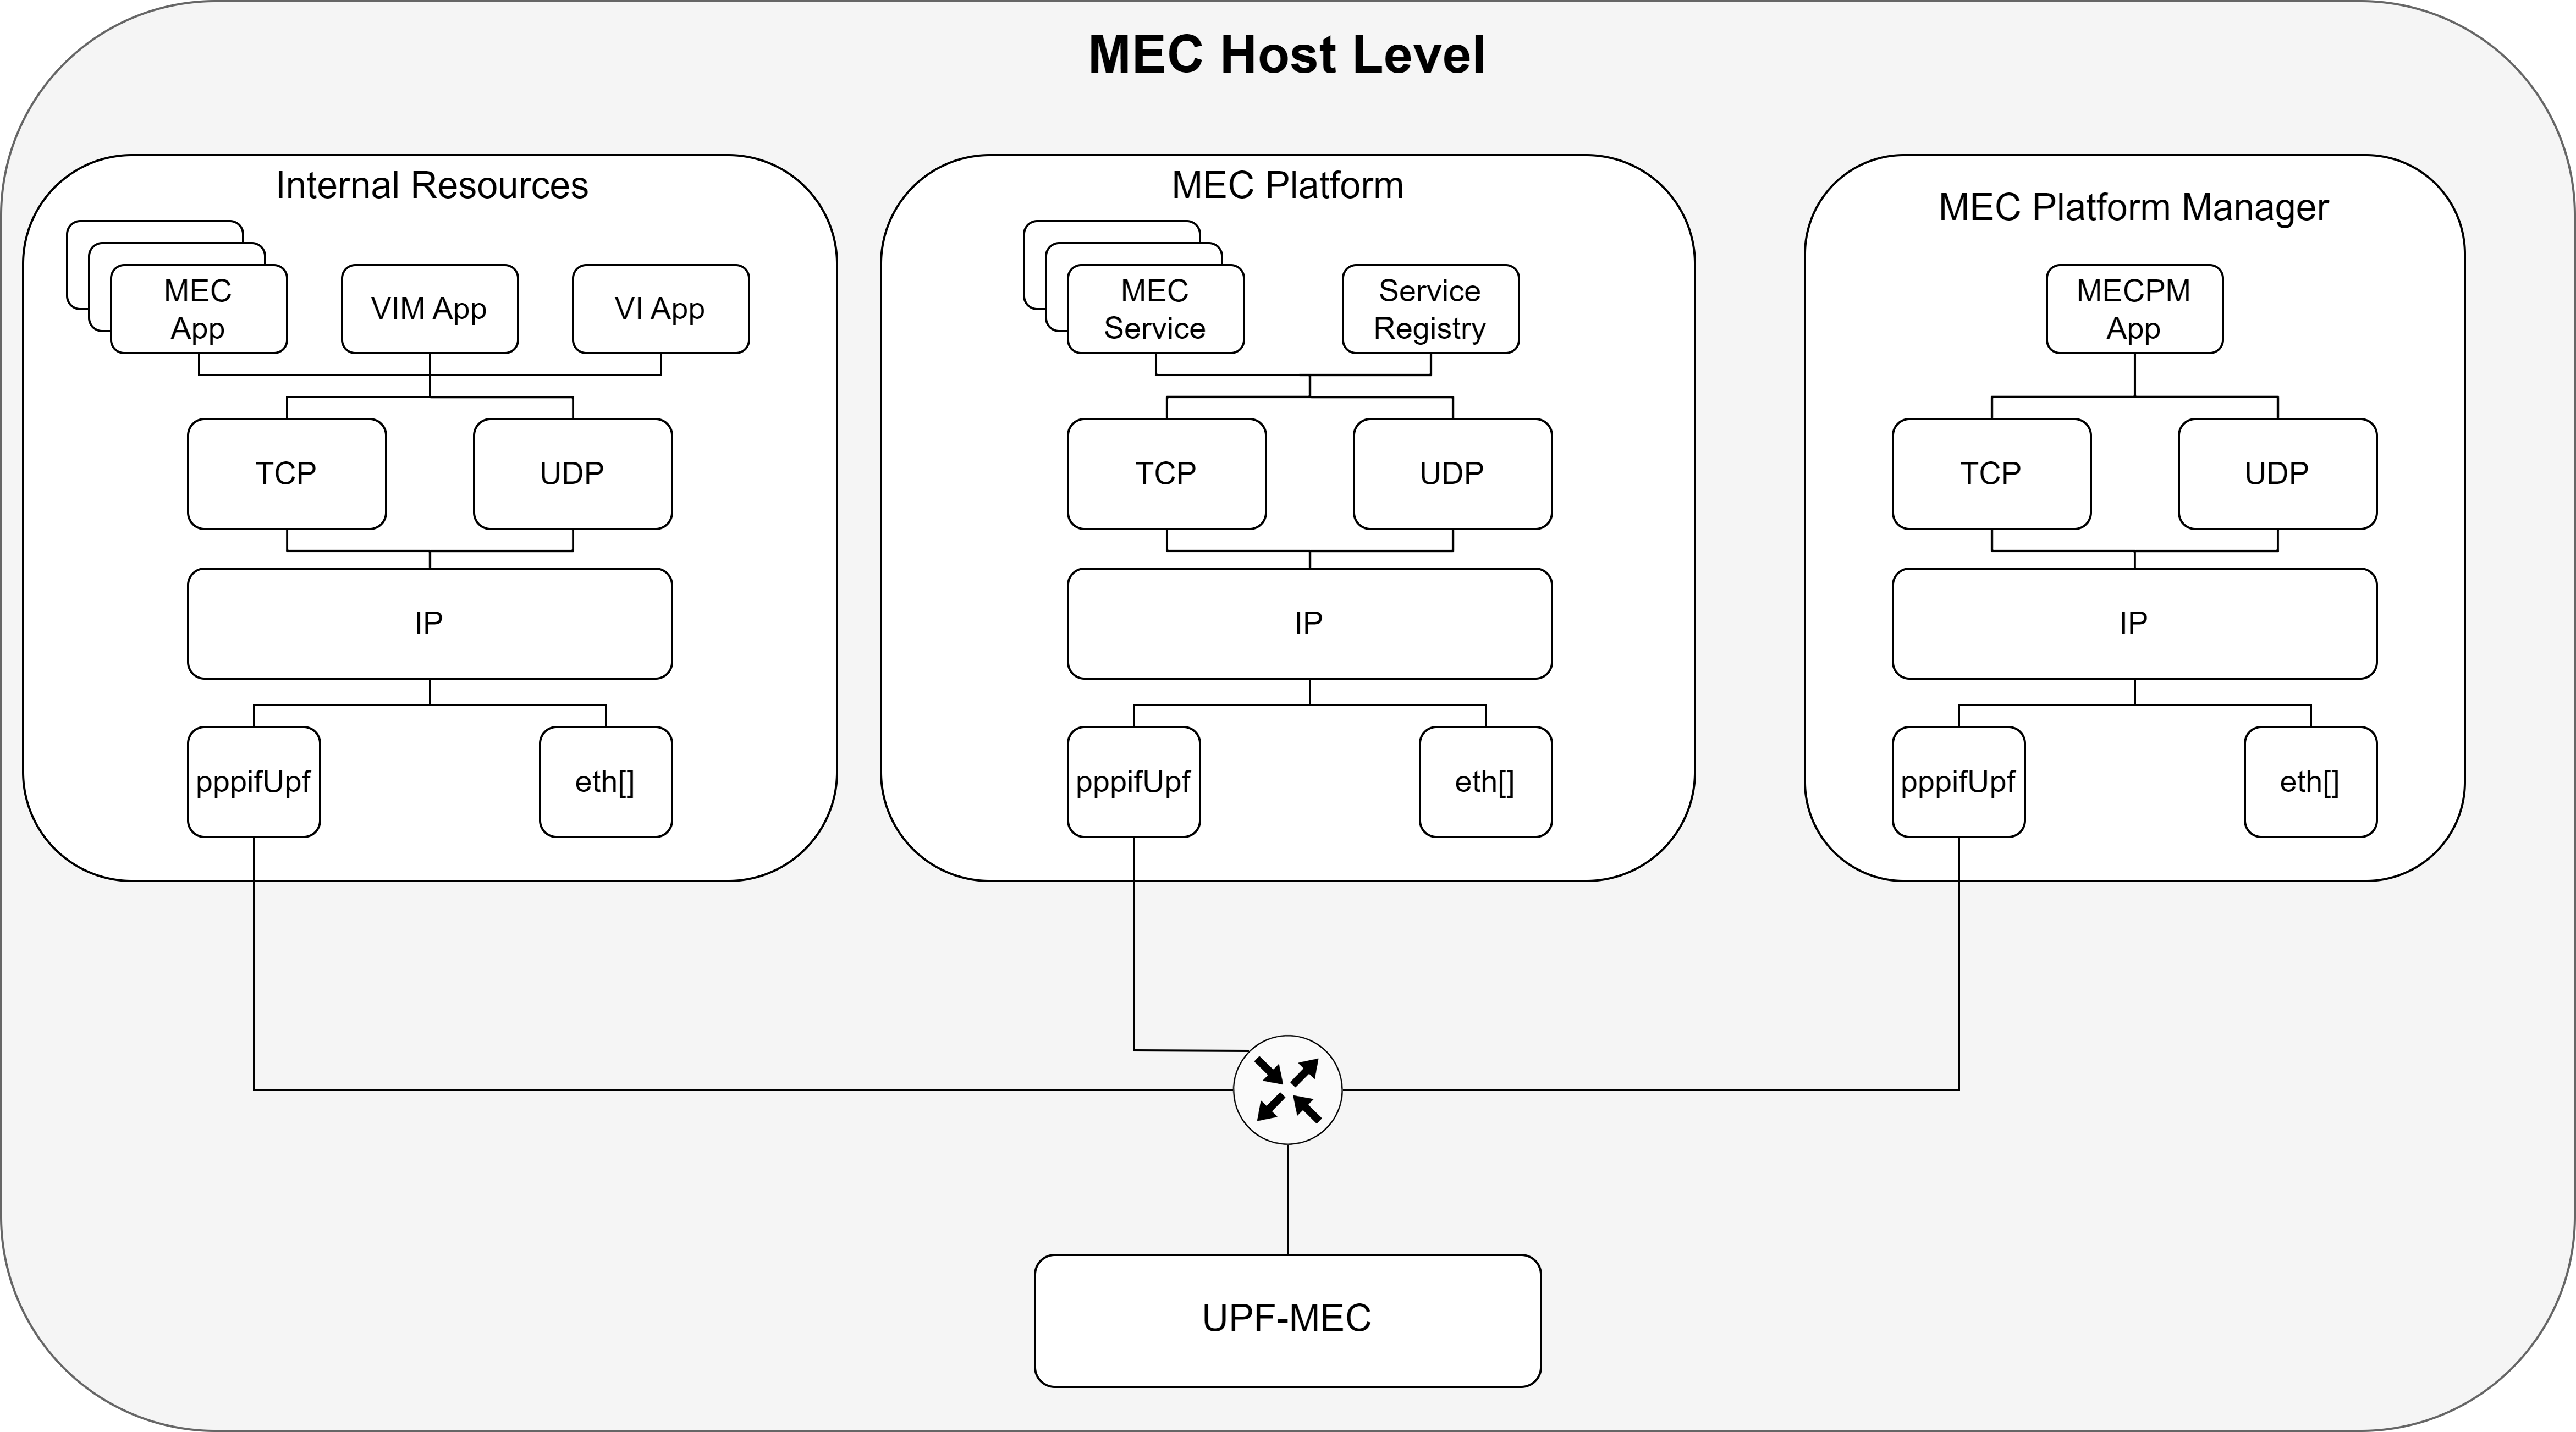 MEC Host Level
Internal Resources
MEC
App
VIM App
VI App
TCP
UDP
IP
pppifUpf
eth[]
MEC Platform
MEC
Service
Service
Registry
TCP
UDP
IP
pppifUpf
eth[]
MEC Platform Manager
MECPM
App
TCP
UDP
IP
pppifUpf
eth[]
UPF-MEC